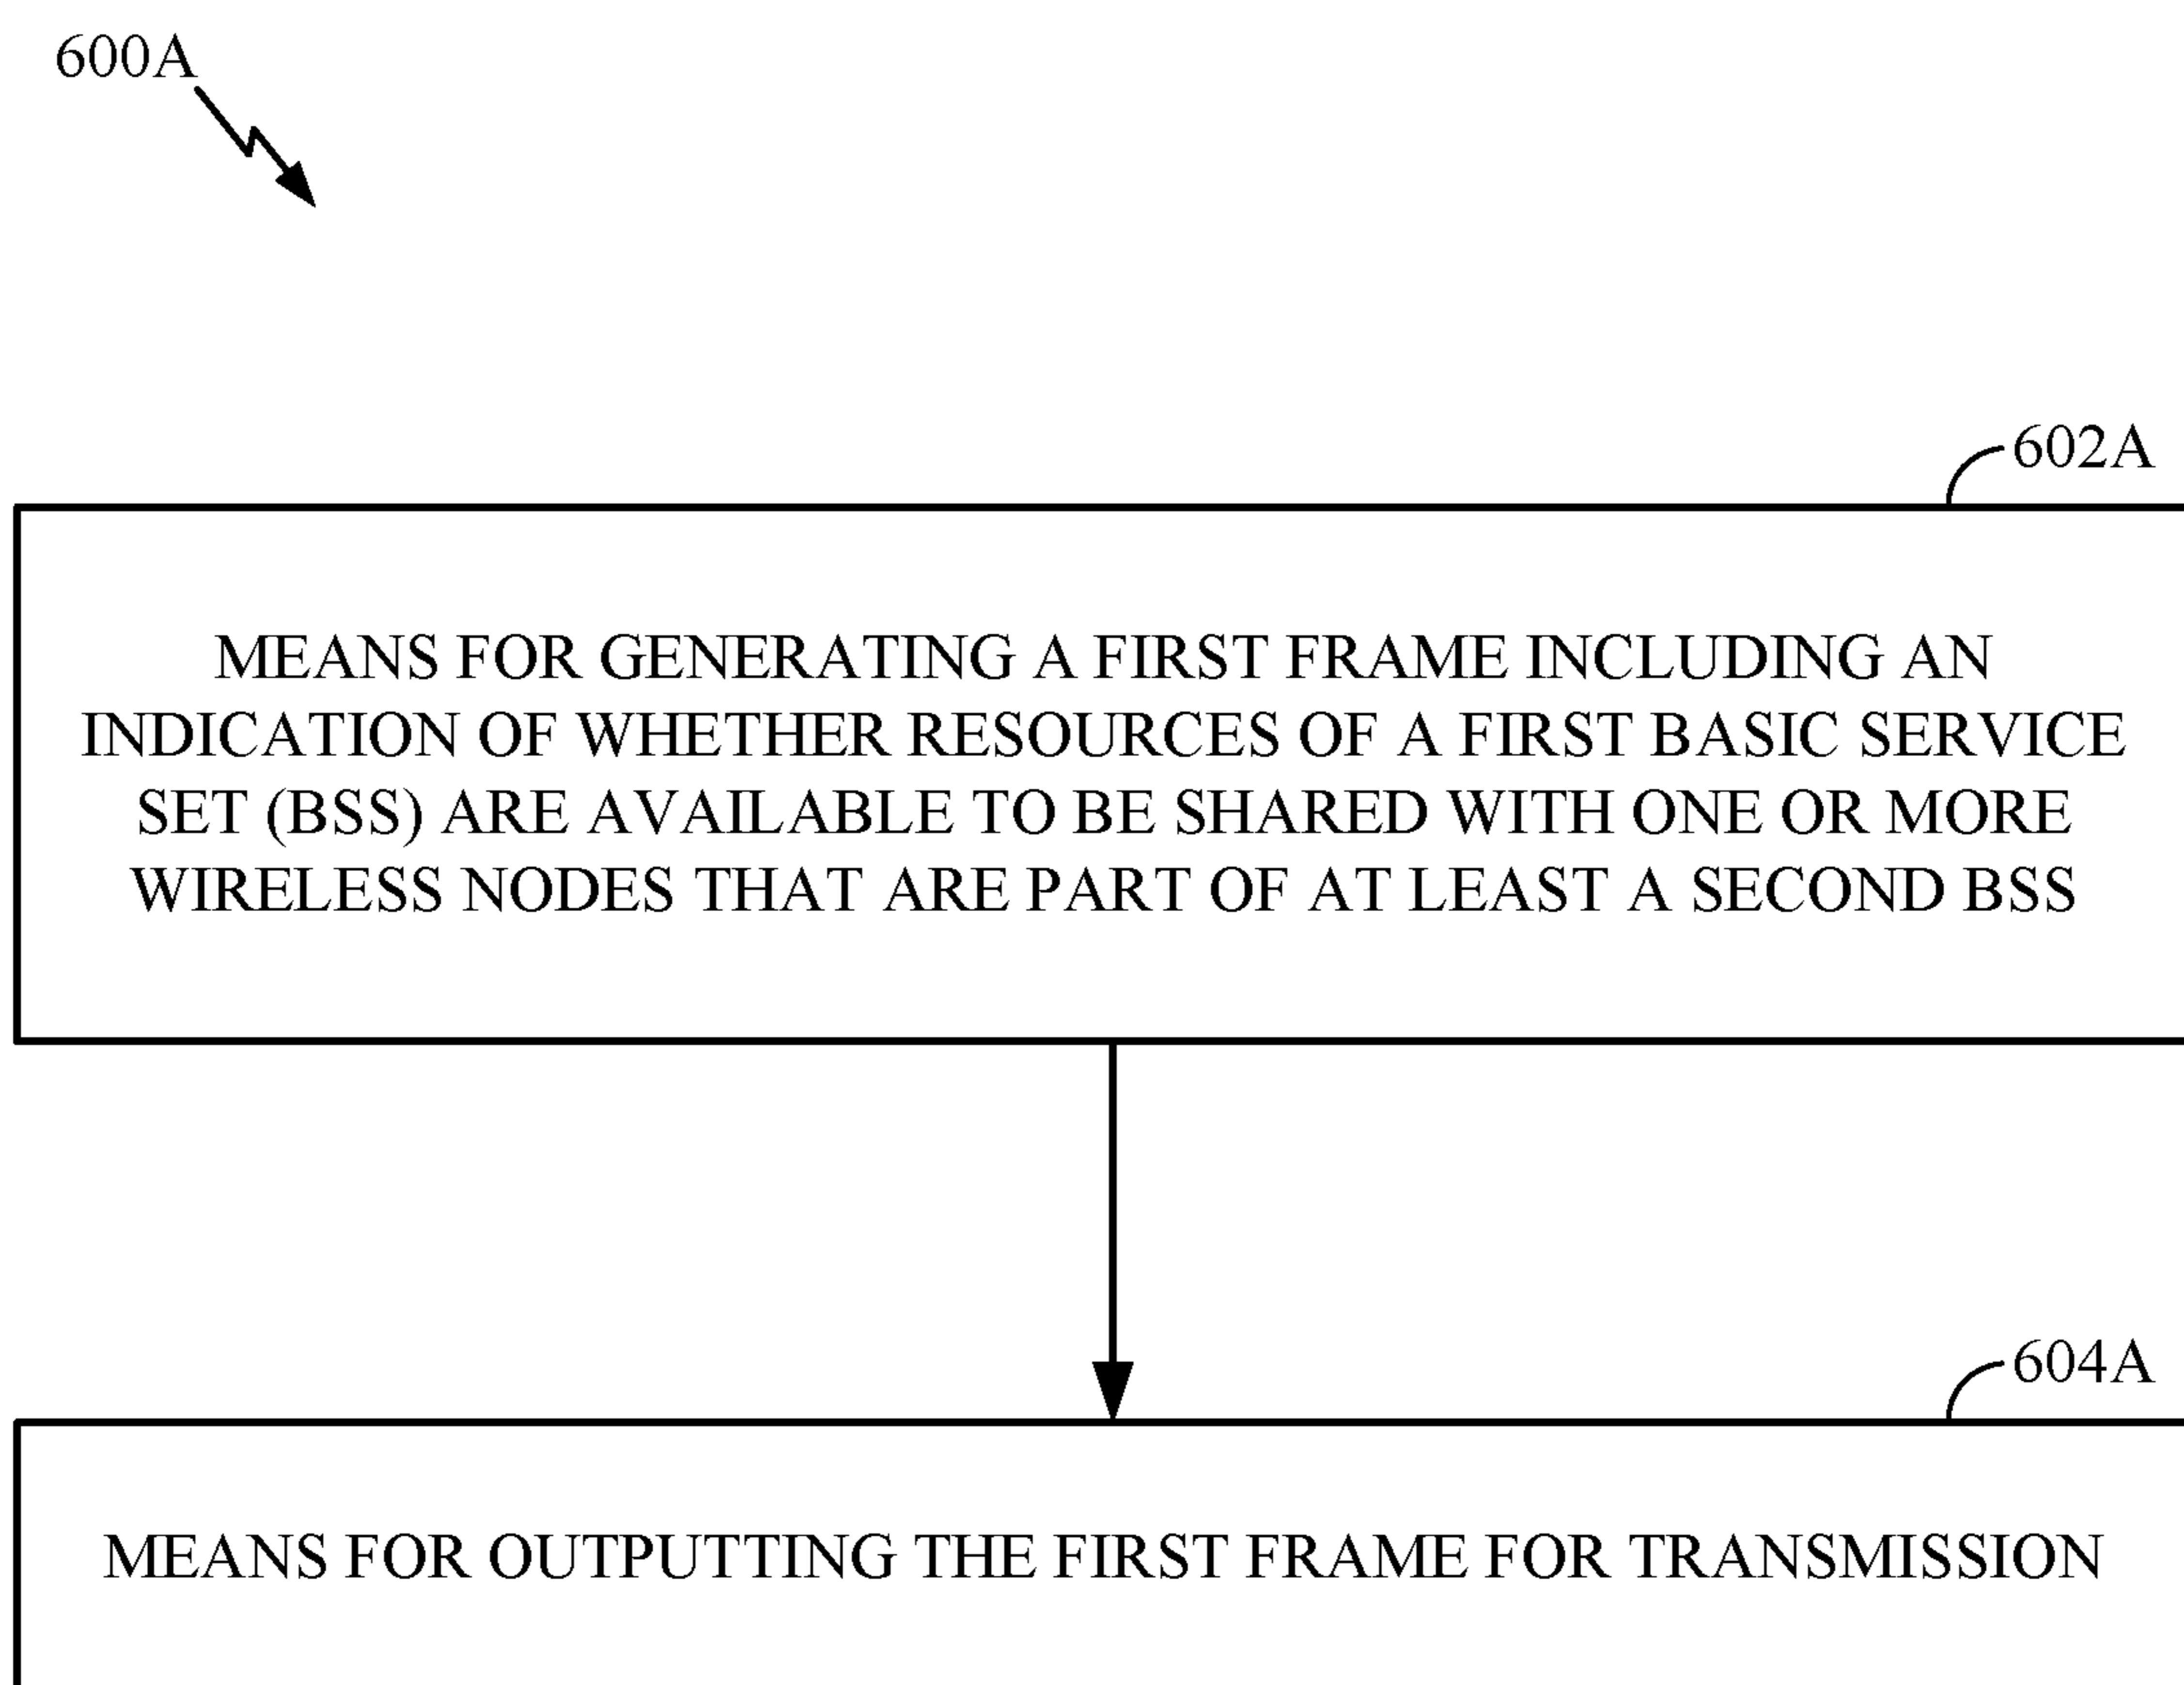 600A
602A
MEANS FOR GENERATING A FIRST FRAME INCLUDING AN
INDICATION OF WHETHER RESOURCES OF A FIRST BASIC SERVICE
SET (BSS) ARE AVAILABLE TO BE SHARED WITH ONE OR MORE
WIRELESS NODES THAT ARE PART OF AT LEAST A SECOND BSS
604A
MEANS FOR OUTPUTTING THE FIRST FRAME FOR TRANSMISSION